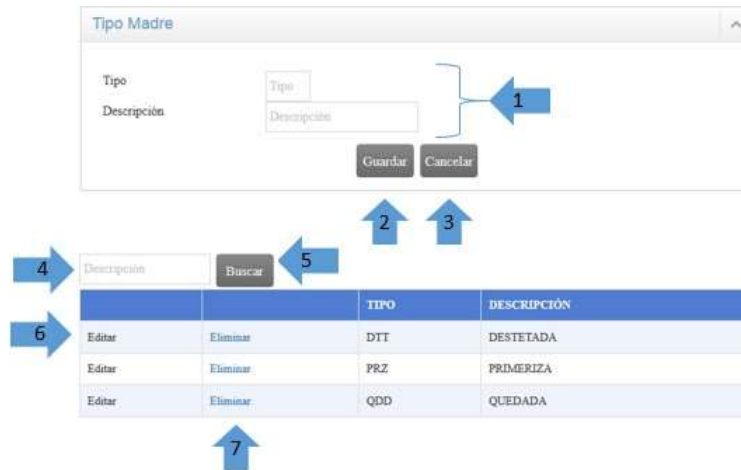 Tipo Madre
Tipo Tipo
1
Descripción Descripción
Guardar Cancelar
2 3
4 Descripción Buscar 5
TIPO DESCRIPCIÓN
6 Editar Eliminar DTT DESTETADA
Editar Eliminar PRZ PRIMERIZA
Editar Eliminar QDD QUEDADA
7